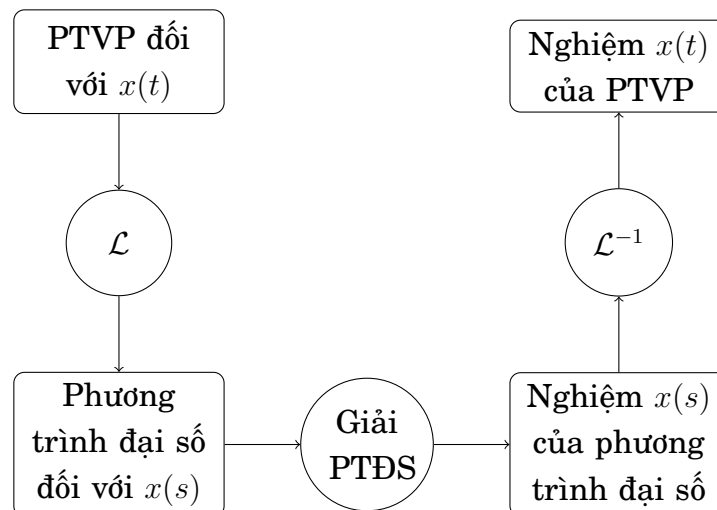 PTVP đối
với x(t)
Nghiệm x(t)
của PTVP
ℒ
ℒ⁻¹
Phương
trình đại số
đối với x(s)
Giải
PTĐS
Nghiệm x(s)
của phương
trình đại số